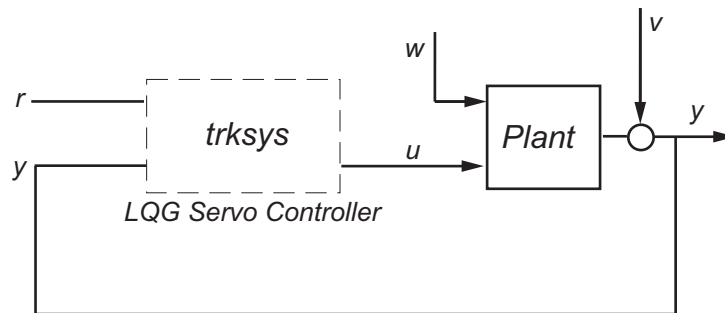 v
w
r
trksys
Plant
y
y
u
LQG Servo Controller